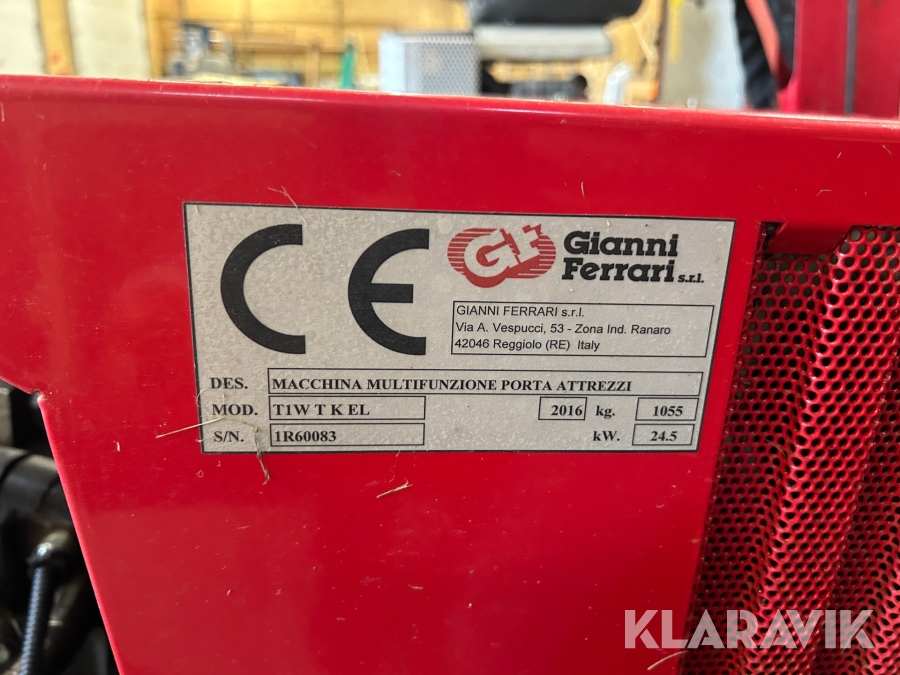 CE
GF Gianni
Ferrari s.r.l.
GIANNI FERRARI s.r.l.
Via A. Vespucci, 53 - Zona Ind. Ranaro
42046 Reggiolo (RE) Italy
DES. MACCHINA MULTIFUNZIONE PORTA ATTREZZI
MOD. T1W T K EL 2016 kg. 1055
S/N. 1R60083 kW. 24.5
KLARAVIK